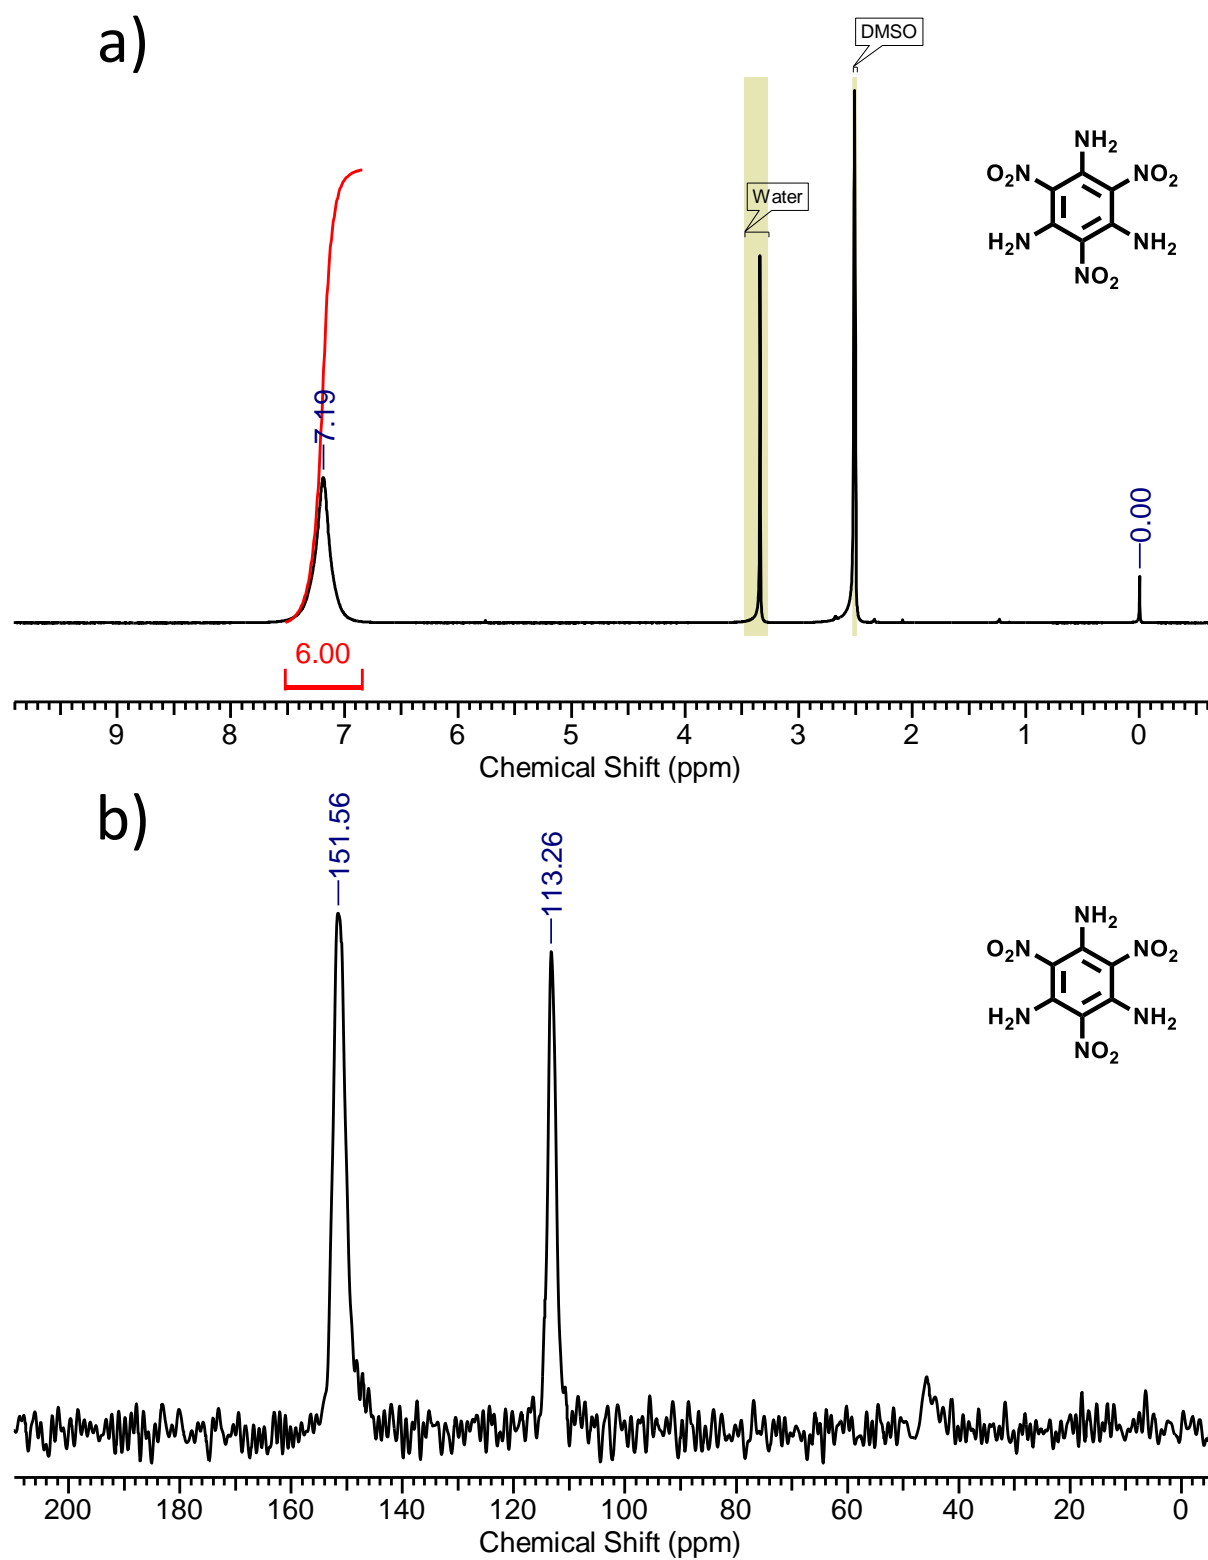 a)
DMSO
Water
NH₂
O₂N
NO₂
H₂N
NH₂
NO₂
7.19
0.00
6.00
9 8 7 6 5 4 3 2 1 0
Chemical Shift (ppm)
b)
151.56
113.26
NH₂
O₂N
NO₂
H₂N
NH₂
NO₂
200 180 160 140 120 100 80 60 40 20 0
Chemical Shift (ppm)